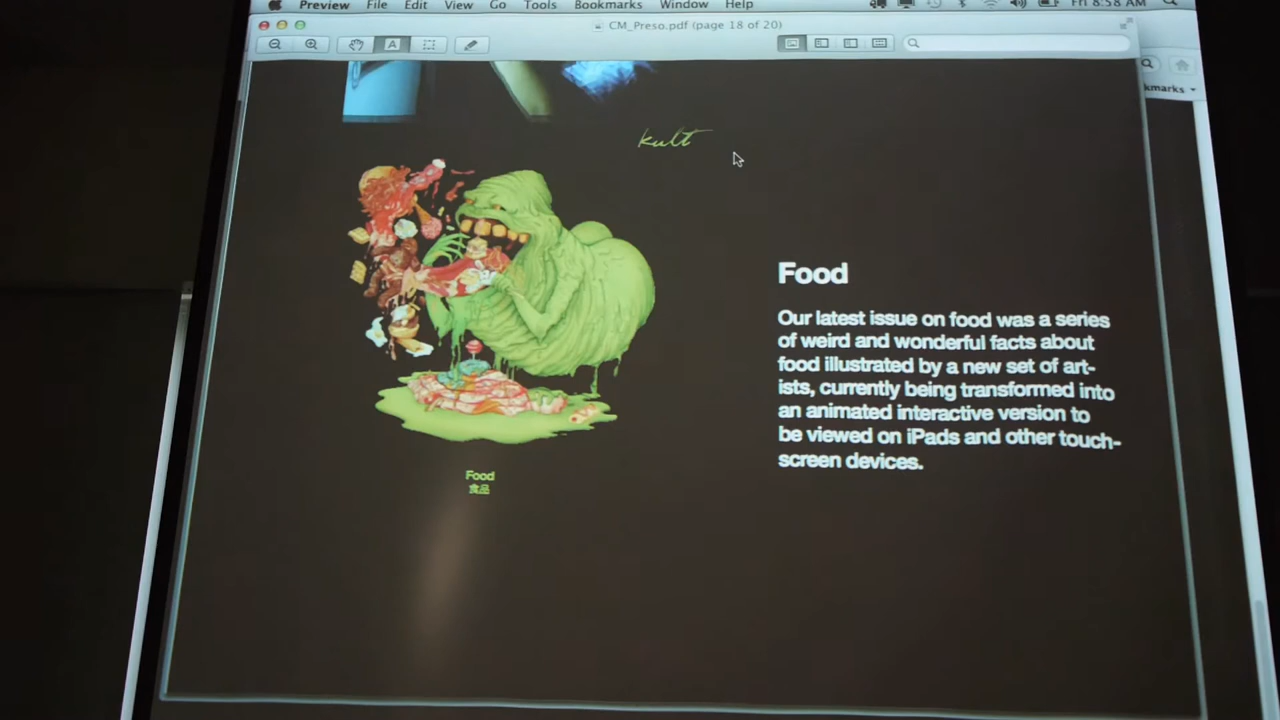 Preview File Edit View Go Tools Bookmarks Window Help Fri 8:58 AM
CM_Preso.pdf (page 18 of 20)
A
kmarks
kult
Food
Our latest issue on food was a series
of weird and wonderful facts about
food illustrated by a new set of art-
ists, currently being transformed into
an animated interactive version to
be viewed on iPads and other touch-
screen devices.
Food
食品